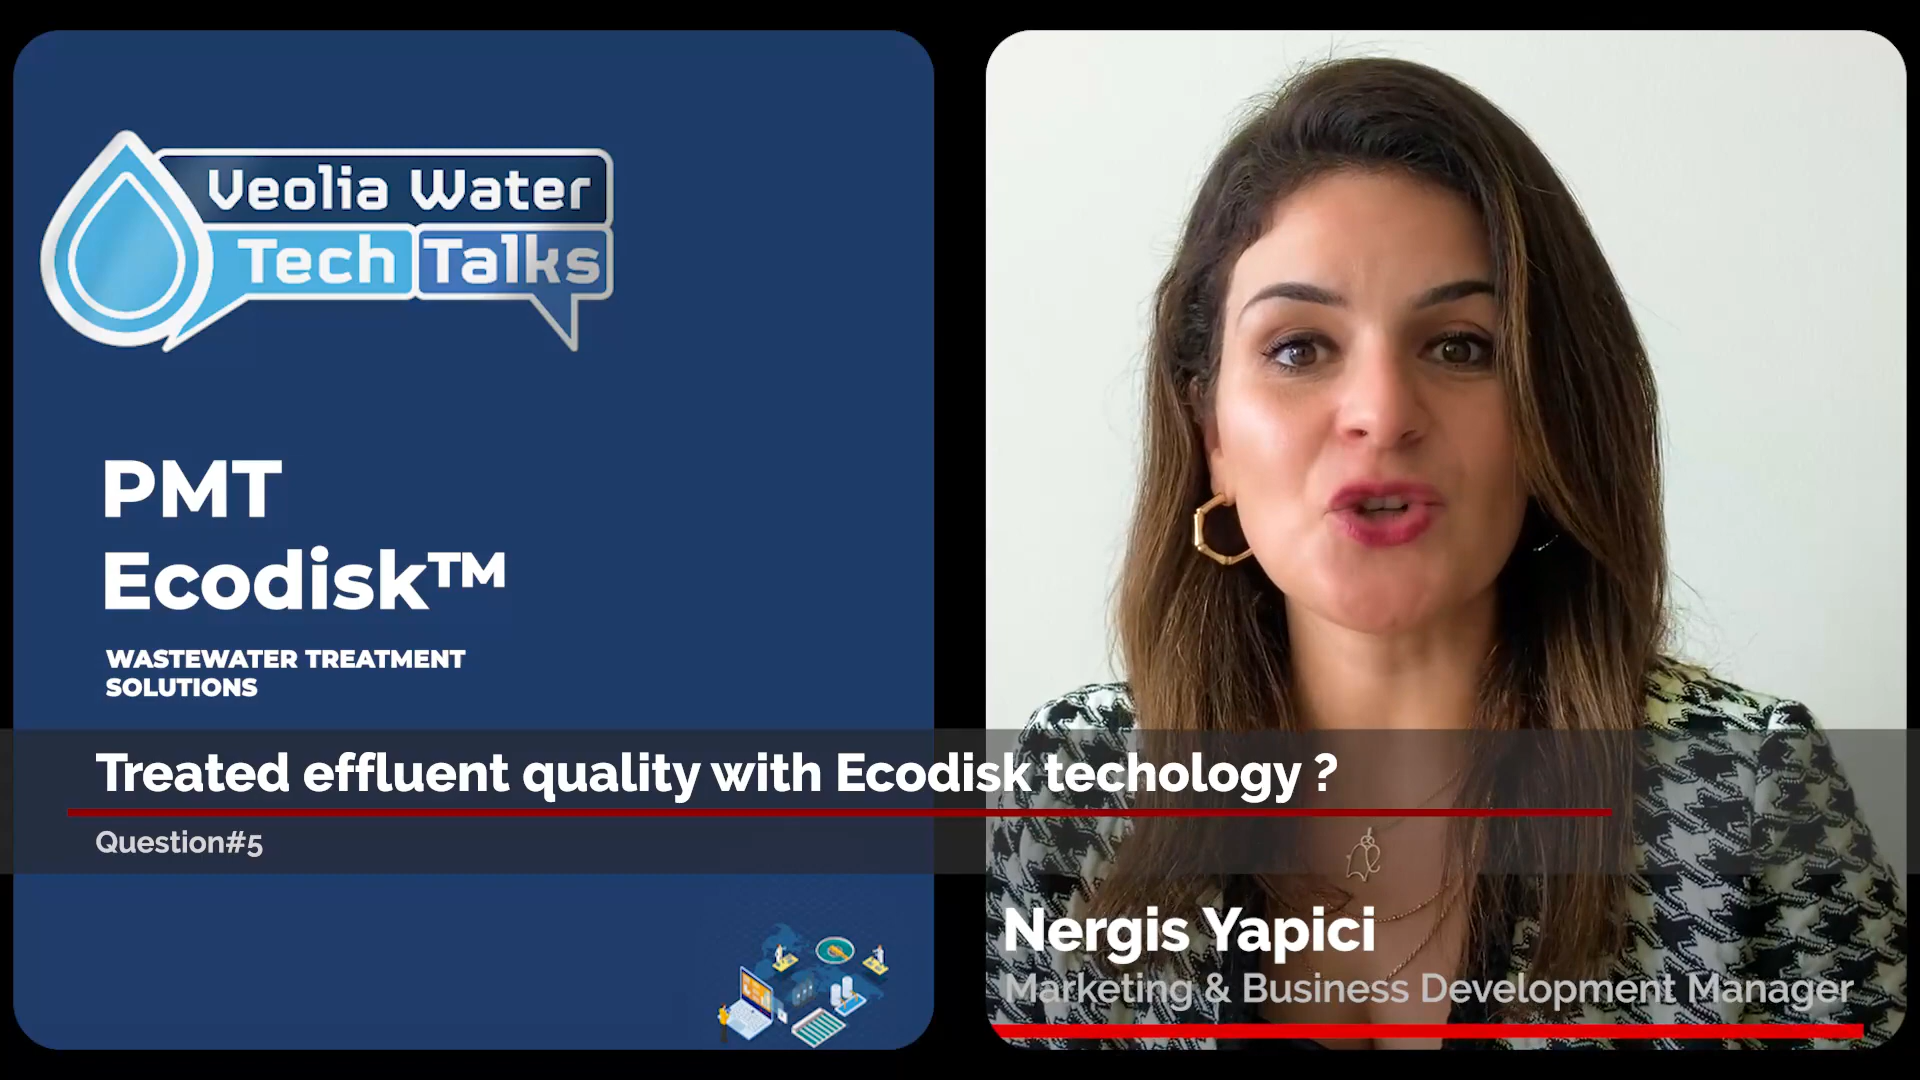 Veolia Water
Tech Talks
PMT
Ecodisk™
WASTEWATER TREATMENT
SOLUTIONS
Treated effluent quality with Ecodisk techology ?
Question#5
Nergis Yapici
Marketing & Business Development Manager